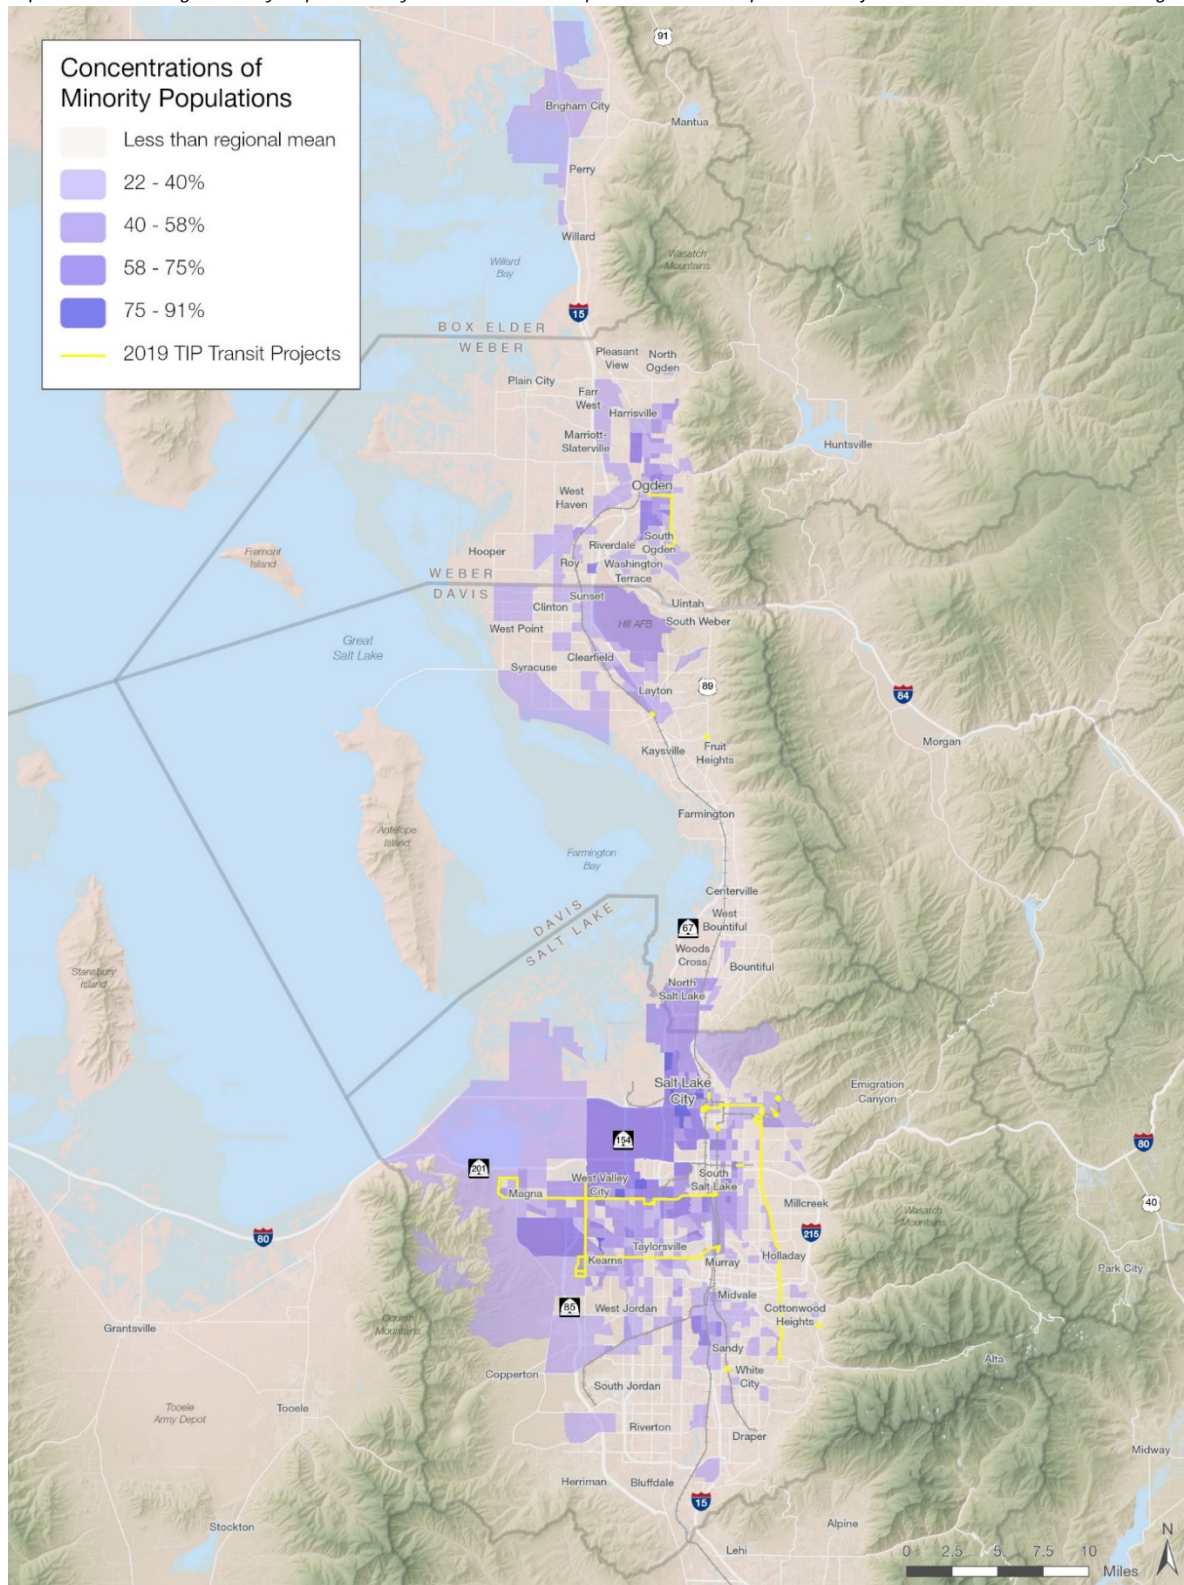 Concentrations of
Minority Populations
Less than regional mean
22 - 40%
40 - 58%
58 - 75%
75 - 91%
2019 TIP Transit Projects
91
Brigham City
Mantua
Perry
Willard
Willard
Bay
Wasatch
Mountains
15
BOX ELDER
WEBER
Pleasant
View
North
Ogden
Plain City
Farr
West
Harrisville
Marriott-
Slaterville
Huntsville
Ogden
West
Haven
South
Ogden
Riverdale
Hooper
Fremont
Island
Roy
Washington
Terrace
WEBER
DAVIS
Sunset
Uintah
Clinton
Hill AFB
South Weber
West Point
Great
Salt Lake
Clearfield
Syracuse
Layton
89
84
Morgan
Kaysville
Fruit
Heights
Farmington
Antelope
Island
Farmington
Bay
Centerville
DAVIS
SALT LAKE
West
Bountiful
67
Woods
Cross
Bountiful
Stansbury
Island
North
Salt Lake
Salt Lake
City
Emigration
Canyon
154
80
201
West Valley
City
South
Salt Lake
Magna
Millcreek
40
Wasatch
Mountains
215
80
Taylorsville
Holladay
Kearns
Murray
Park City
Midvale
85
West Jordan
Cottonwood
Heights
Grantsville
Oquirrh
Mountains
Sandy
Alta
Copperton
White
City
South Jordan
Tooele
Army Depot
Tooele
Riverton
Draper
Midway
Herriman
Bluffdale
15
Stockton
Alpine
N
Lehi
0 2.5 5 7.5 10
Miles